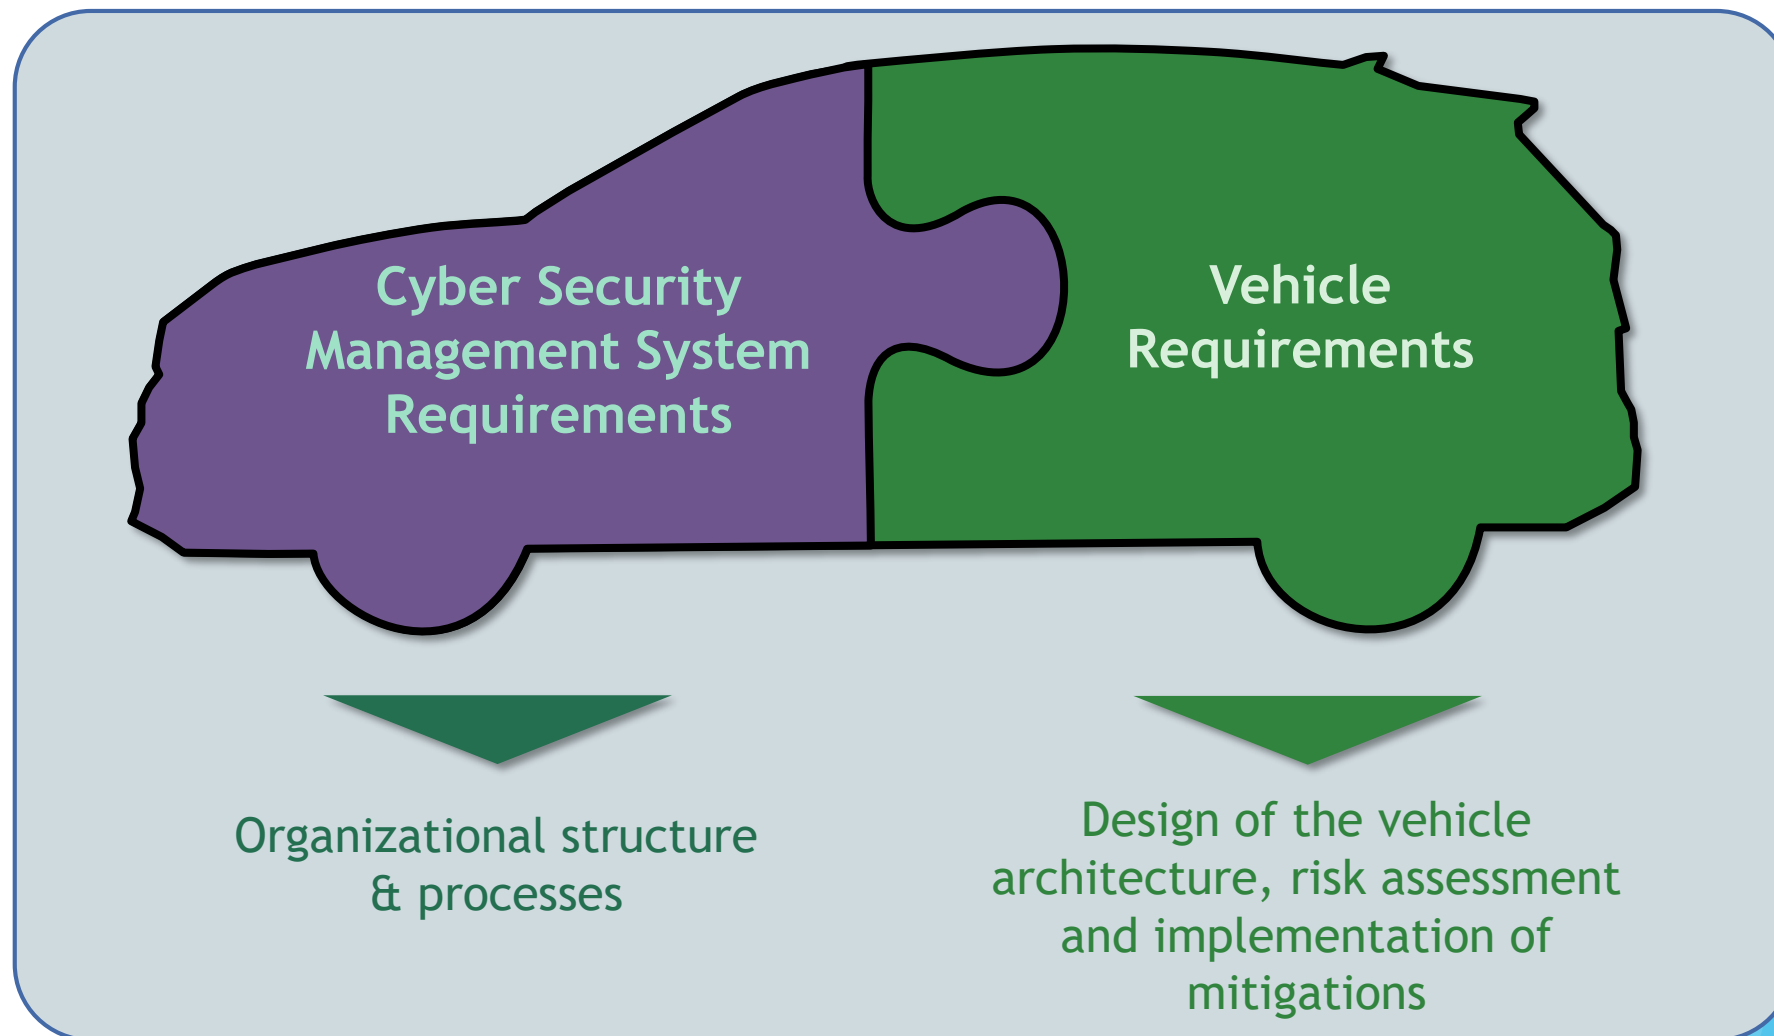 Cyber Security
Management System
Requirements
Vehicle
Requirements
Organizational structure
& processes
Design of the vehicle
architecture, risk assessment
and implementation of
mitigations